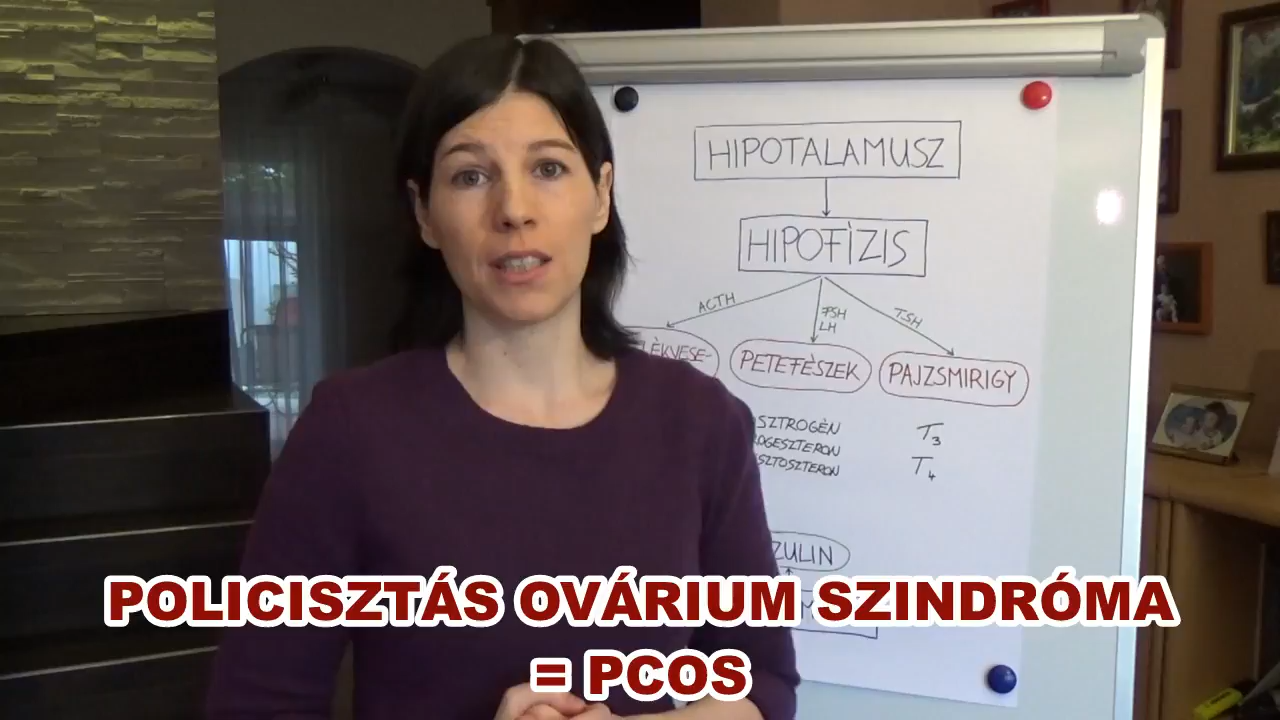 HIPOTALAMUSZ
HIPOFÍZIS
ACTH
FSH
LH
TSH
PETEFÉSZEK
PAJZSMIRIGY
T3
T4
POLICISZTÁS OVÁRIUM SZINDRÓMA
= PCOS